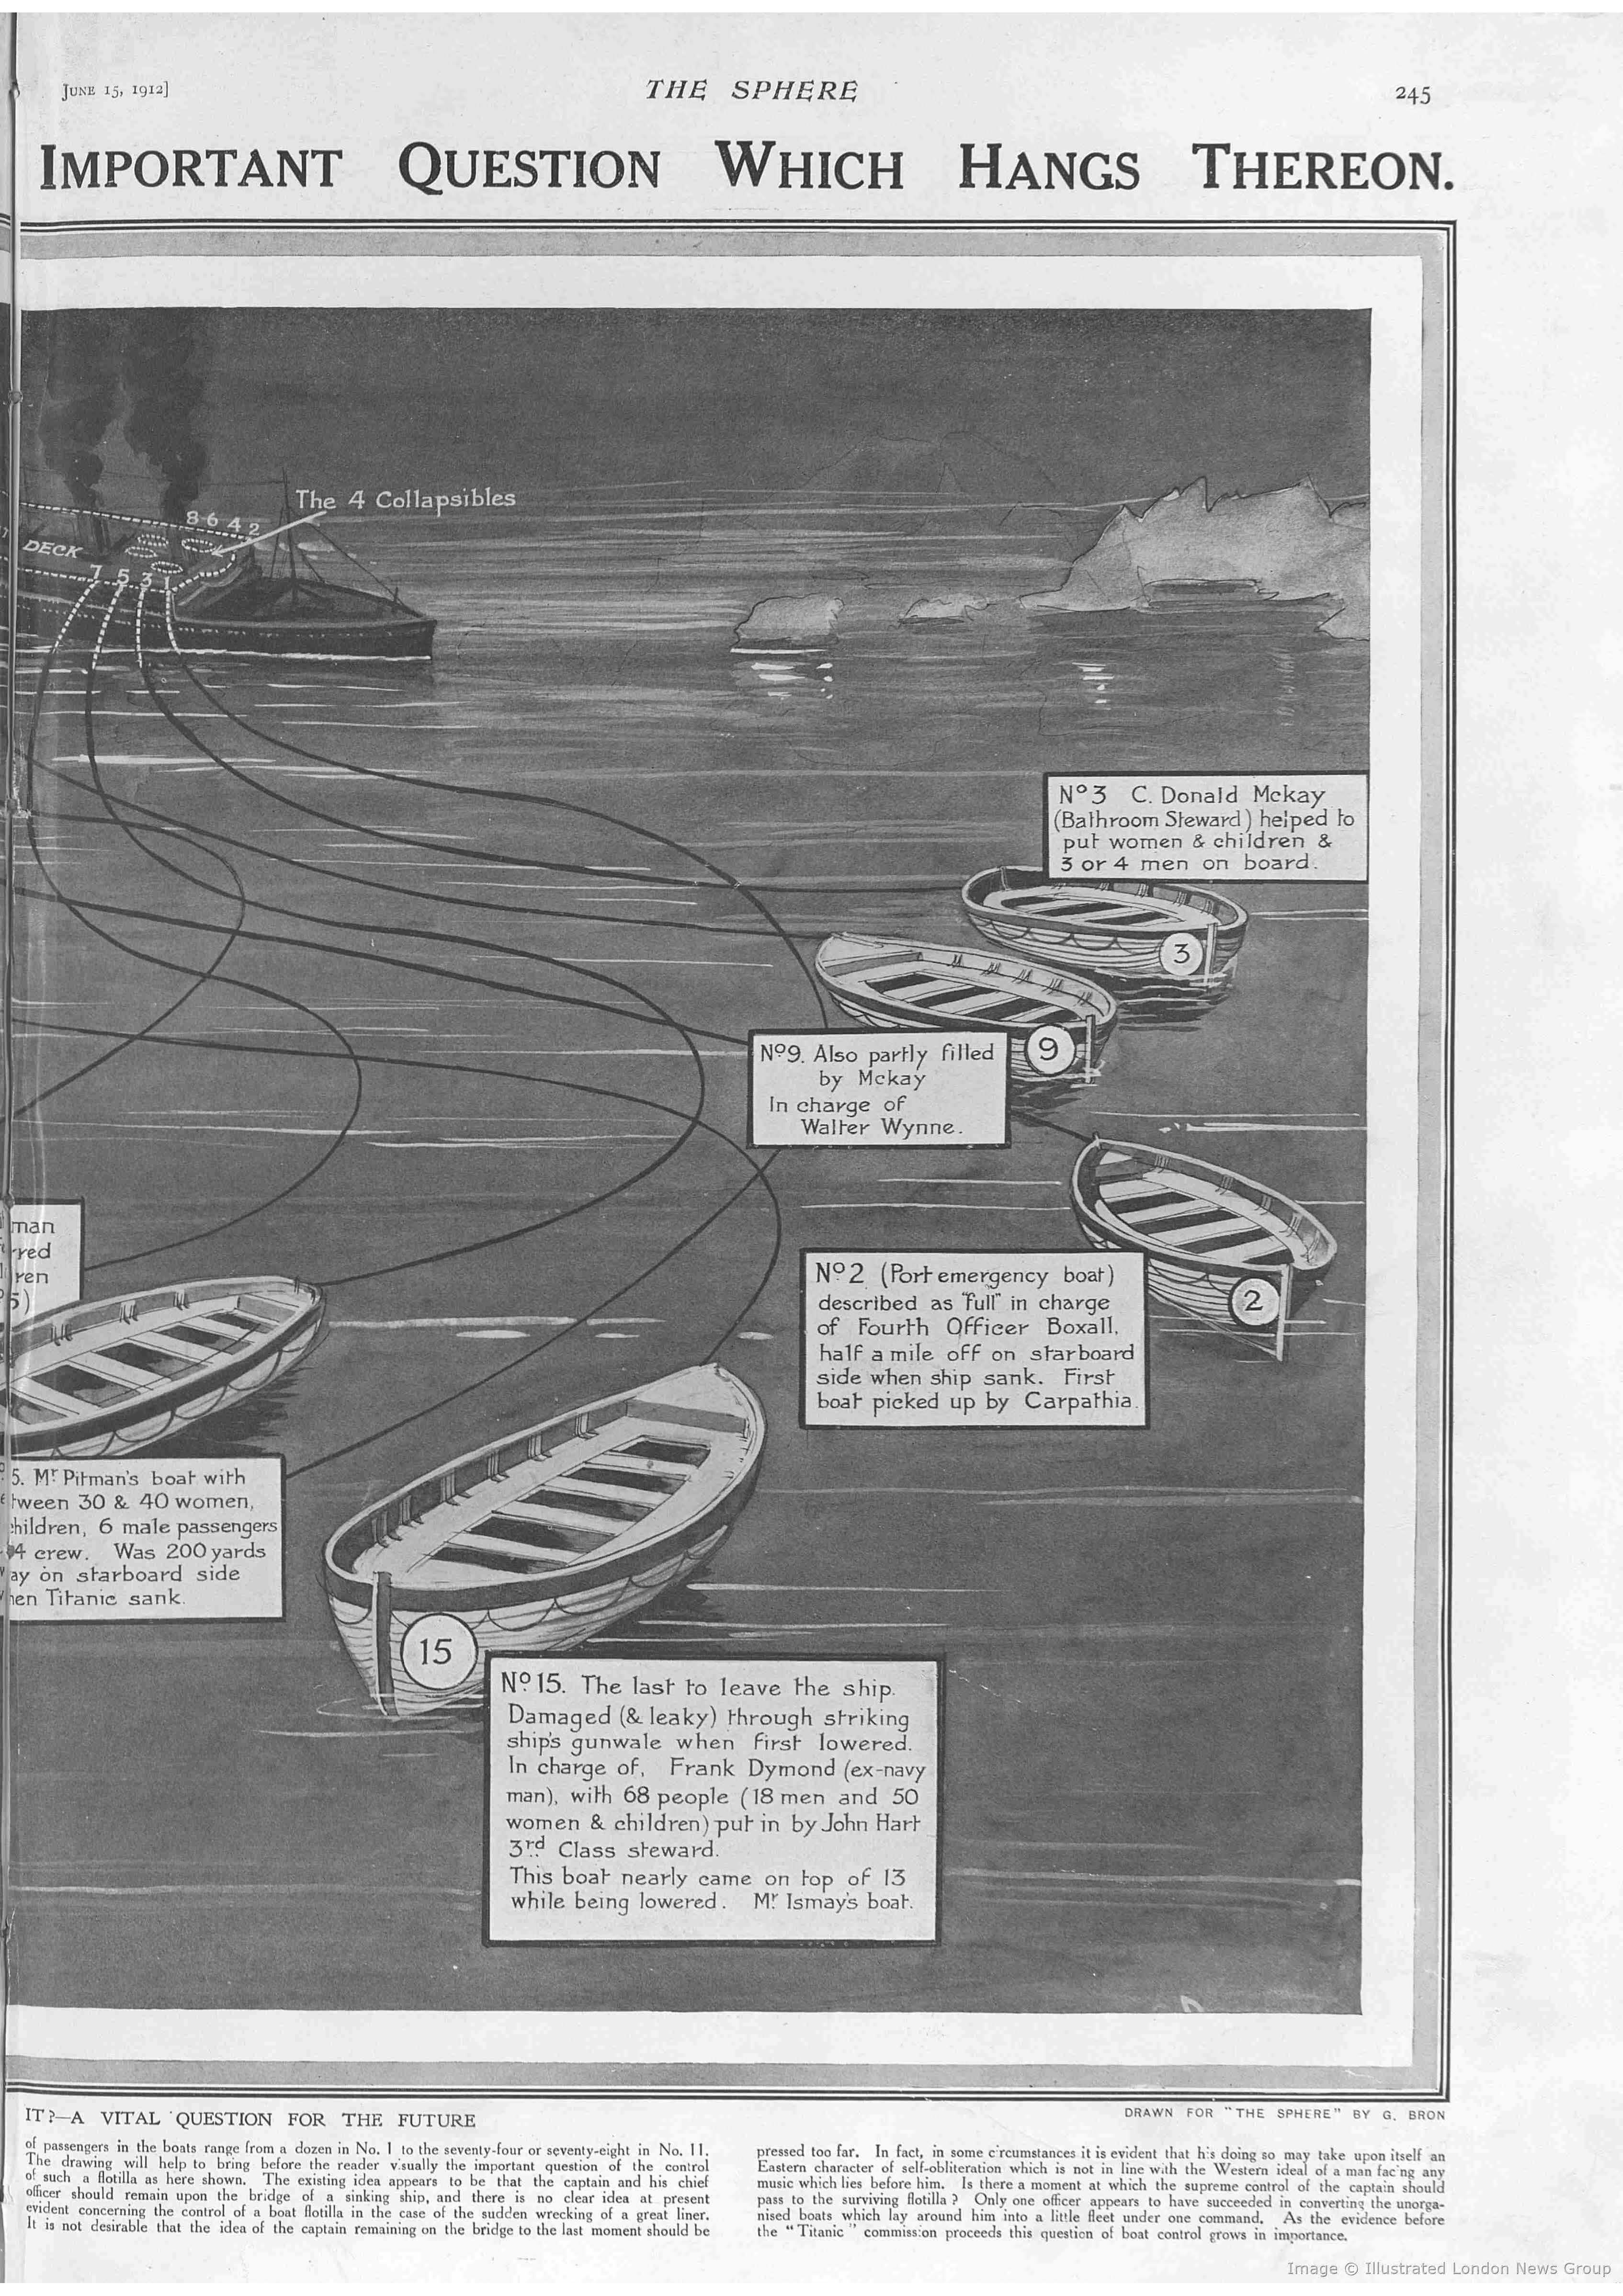 JUNE 15, 1912]
THE SPHERE
245
IMPORTANT QUESTION WHICH HANGS THEREON.
The 4 Collapsibles
8 6 4 2
DECK
7 5 3 1
Nº 3 C. Donald Mckay
(Bathroom Steward) helped to
put women & children &
3 or 4 men on board.
3
9
Nº 9. Also partly filled
by Mckay
In charge of
Walter Wynne.
man
rred
ren
5)
Nº 2 (Port emergency boat)
described as "full" in charge
of Fourth Officer Boxall,
half a mile off on starboard
side when ship sank. First
boat picked up by Carpathia.
2
5. Mr Pitman's boat with
tween 30 & 40 women,
children, 6 male passengers
4 crew. Was 200 yards
ay on starboard side
hen Titanic sank.
15
Nº 15. The last to leave the ship.
Damaged (& leaky) through striking
ship's gunwale when first lowered.
In charge of, Frank Dymond (ex-navy
man), with 68 people (18 men and 50
women & children) put in by John Hart
3rd Class steward.
This boat nearly came on top of 13
while being lowered. Mr Ismay's boat.
IT?—A VITAL QUESTION FOR THE FUTURE
DRAWN FOR "THE SPHERE" BY G. BRON
of passengers in the boats range from a dozen in No. 1 to the seventy-four or seventy-eight in No. 11.
The drawing will help to bring before the reader visually the important question of the control
of such a flotilla as here shown. The existing idea appears to be that the captain and his chief
officer should remain upon the bridge of a sinking ship, and there is no clear idea at present
evident concerning the control of a boat flotilla in the case of the sudden wrecking of a great liner.
It is not desirable that the idea of the captain remaining on the bridge to the last moment should be
pressed too far. In fact, in some circumstances it is evident that his doing so may take upon itself an
Eastern character of self-obliteration which is not in line with the Western ideal of a man facing any
music which lies before him. Is there a moment at which the supreme control of the captain should
pass to the surviving flotilla? Only one officer appears to have succeeded in converting the unorga-
nised boats which lay around him into a little fleet under one command. As the evidence before
the "Titanic" commission proceeds this question of boat control grows in importance.
Image © Illustrated London News Group